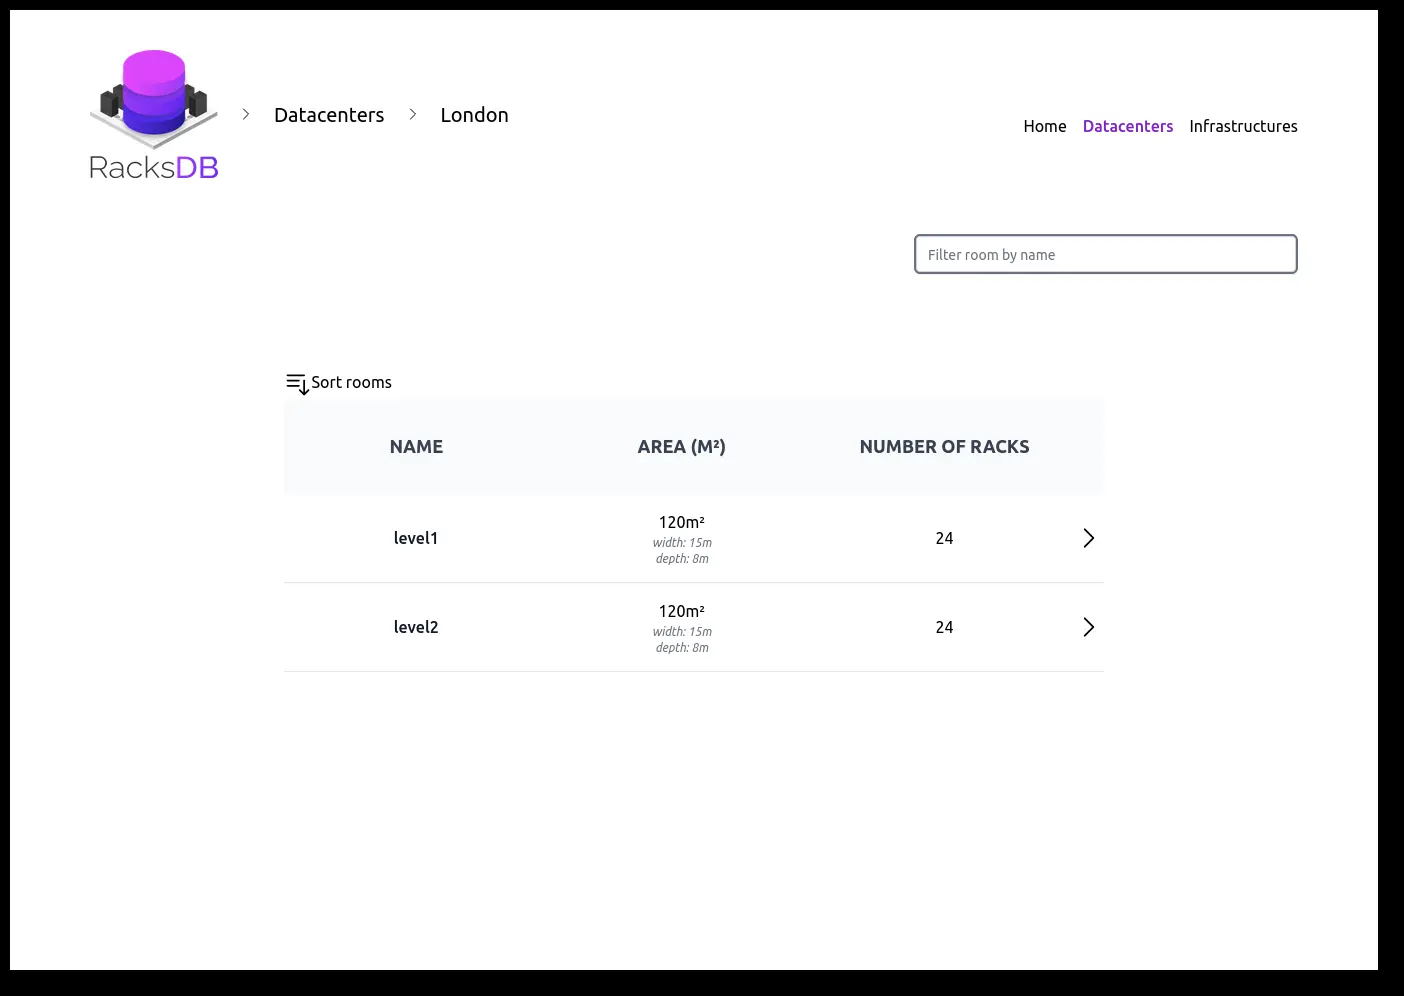 RacksDB
Datacenters
London
Home Datacenters Infrastructures
Filter room by name
Sort rooms
NAME AREA (M²) NUMBER OF RACKS
level1 120m² 24
width: 15m
depth: 8m
level2 120m² 24
width: 15m
depth: 8m